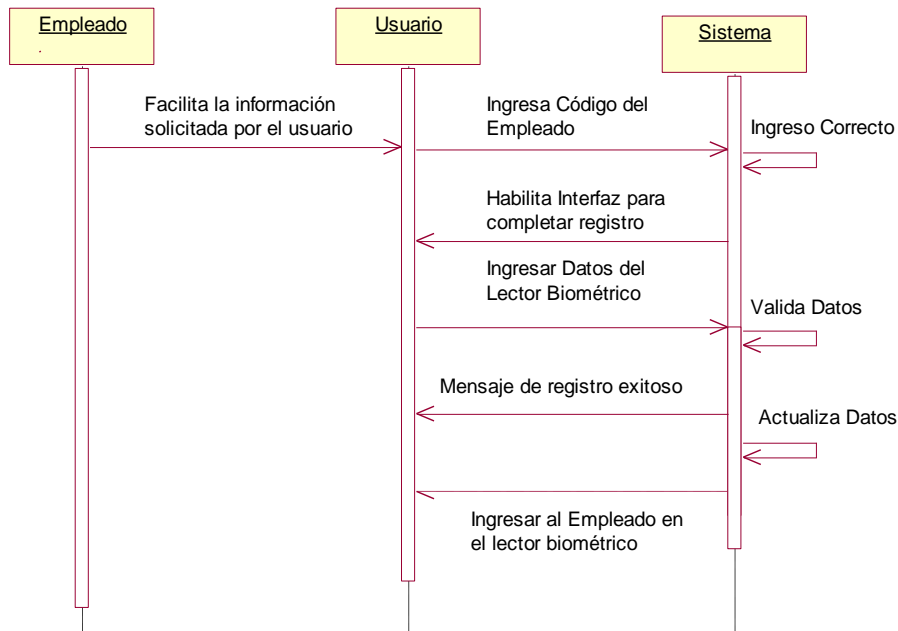 Empleado
.
Usuario
Sistema
Facilita la información
solicitada por el usuario
Ingresa Código del
Empleado
Ingreso Correcto
Habilita Interfaz para
completar registro
Ingresar Datos del
Lector Biométrico
Valida Datos
Mensaje de registro exitoso
Actualiza Datos
Ingresar al Empleado en
el lector biométrico